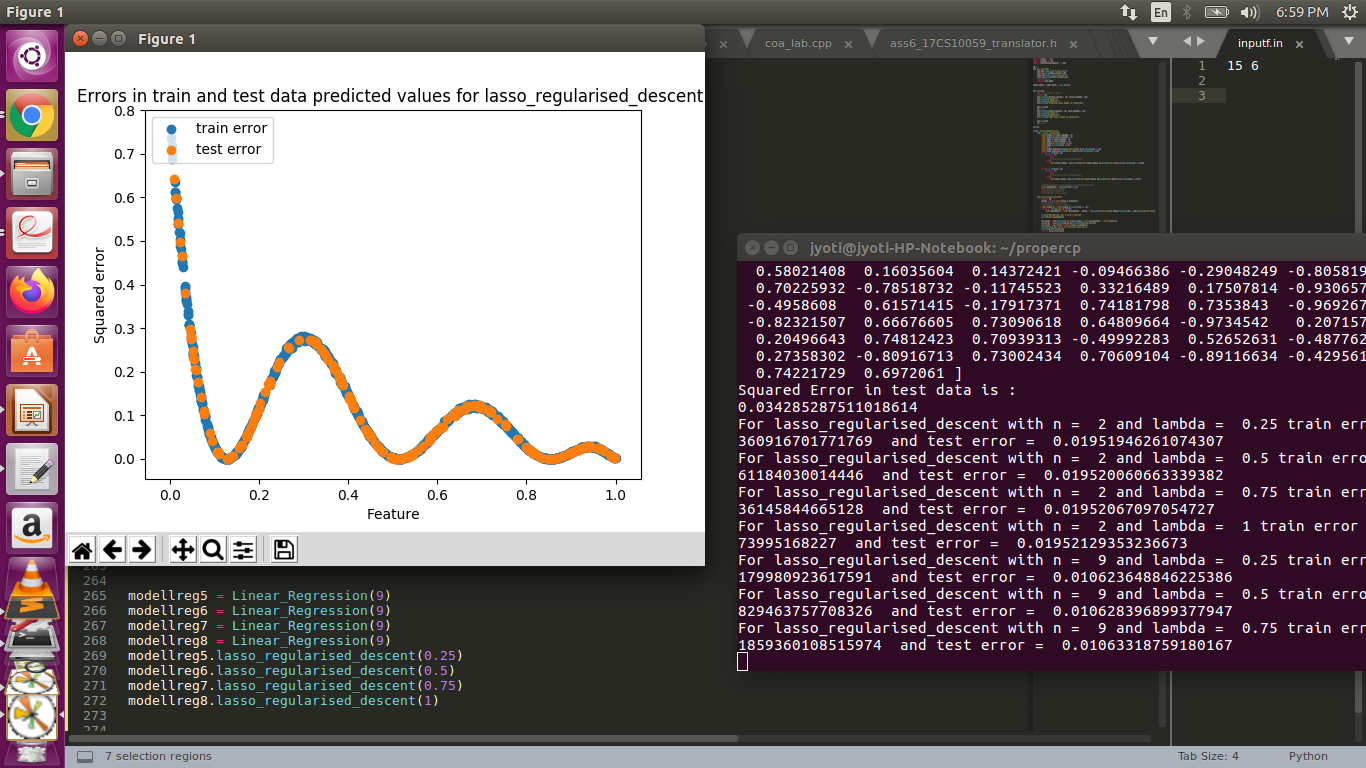 Figure 1
En
6:59 PM
Figure 1
coa_lab.cpp
ass6_17CS10059_translator.h
inputf.in
1 15 6
2
3
Errors in train and test data predicted values for lasso_regularised_descent
train error
test error
0.8
0.7
0.6
0.5
0.4
0.3
0.2
0.1
0.0
Squared error
0.0 0.2 0.4 0.6 0.8 1.0
Feature
jyoti@jyoti-HP-Notebook: ~/propercp
0.58021408 0.16035604 0.14372421 -0.09466386 -0.29048249 -0.805819
0.70225932 -0.78518732 -0.11745523 0.33216489 0.17507814 -0.930657
-0.4958608 0.61571415 -0.17917371 0.74181798 0.7353843 -0.969267
-0.82321507 0.66676605 0.73090618 0.64809664 -0.9734542 0.207157
0.20496643 0.74812423 0.70939313 -0.49992283 0.52652631 -0.487762
0.27358302 -0.80916713 0.73002434 0.70609104 -0.89116634 -0.429561
0.74221729 0.6972061 ]
Squared Error in test data is :
0.034285287511018614
For lasso_regularised_descent with n = 2 and lambda = 0.25 train err
360916701771769 and test error = 0.01951946261074307
For lasso_regularised_descent with n = 2 and lambda = 0.5 train erro
61184030014446 and test error = 0.019520060663339382
For lasso_regularised_descent with n = 2 and lambda = 0.75 train err
36145844665128 and test error = 0.01952067097054727
For lasso_regularised_descent with n = 2 and lambda = 1 train error
73995168227 and test error = 0.01952129353236673
For lasso_regularised_descent with n = 9 and lambda = 0.25 train err
179980923617591 and test error = 0.010623648846225386
For lasso_regularised_descent with n = 9 and lambda = 0.5 train erro
829463757708326 and test error = 0.010628396899377947
For lasso_regularised_descent with n = 9 and lambda = 0.75 train err
1859360108515974 and test error = 0.01063318759180167
263
264
265 modellreg5 = Linear_Regression(9)
266 modellreg6 = Linear_Regression(9)
267 modellreg7 = Linear_Regression(9)
268 modellreg8 = Linear_Regression(9)
269 modellreg5.lasso_regularised_descent(0.25)
270 modellreg6.lasso_regularised_descent(0.5)
271 modellreg7.lasso_regularised_descent(0.75)
272 modellreg8.lasso_regularised_descent(1)
273
274
7 selection regions
Tab Size: 4
Python